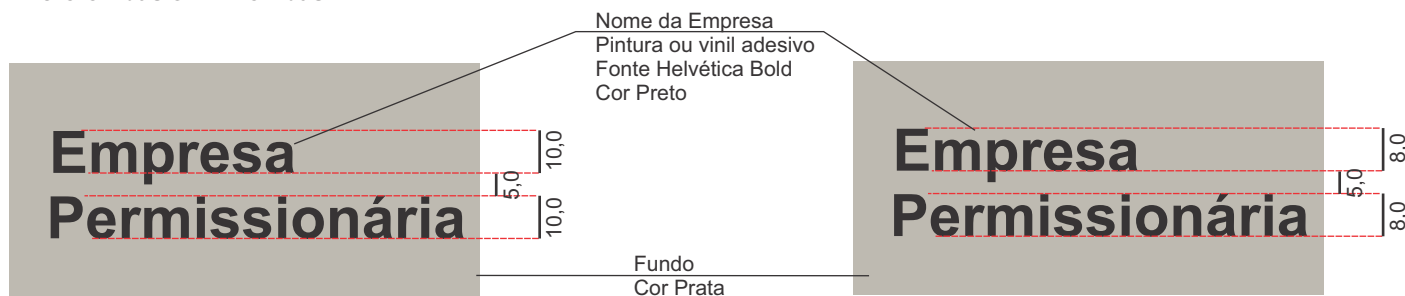 Nome da Empresa
Pintura ou vinil adesivo
Fonte Helvética Bold
Cor Preto
Empresa
Permissionária
10,0
5,0
10,0
Empresa
Permissionária
8.0
5,0
8.0
Fundo
Cor Prata